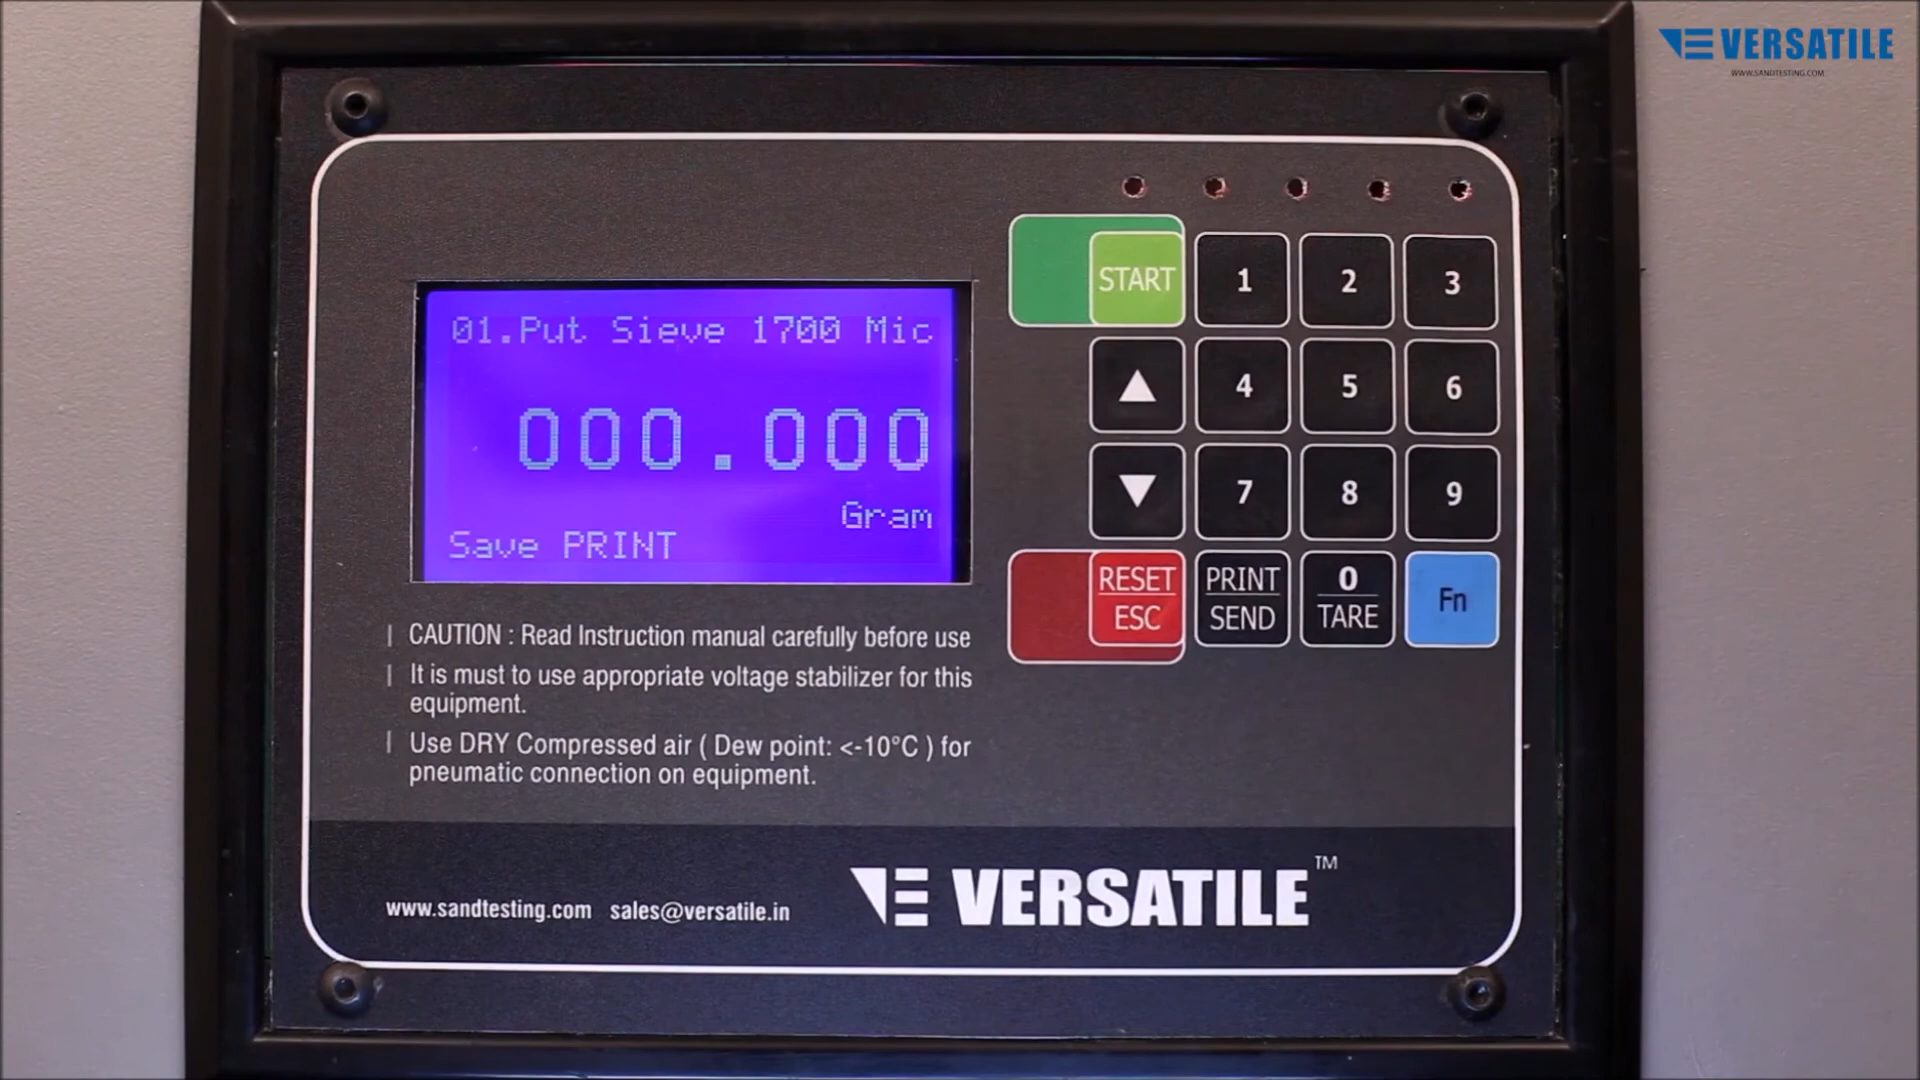 VERSATILE
WWW.SANDTESTING.COM
01.Put Sieve 1700 Mic
000.000
Gram
Save PRINT
START
1
2
3
4
5
6
7
8
9
RESET
ESC
PRINT
SEND
0
TARE
Fn
CAUTION : Read Instruction manual carefully before use
It is must to use appropriate voltage stabilizer for this
equipment.
Use DRY Compressed air ( Dew point: <-10°C ) for
pneumatic connection on equipment.
www.sandtesting.com sales@versatile.in
VERSATILE™